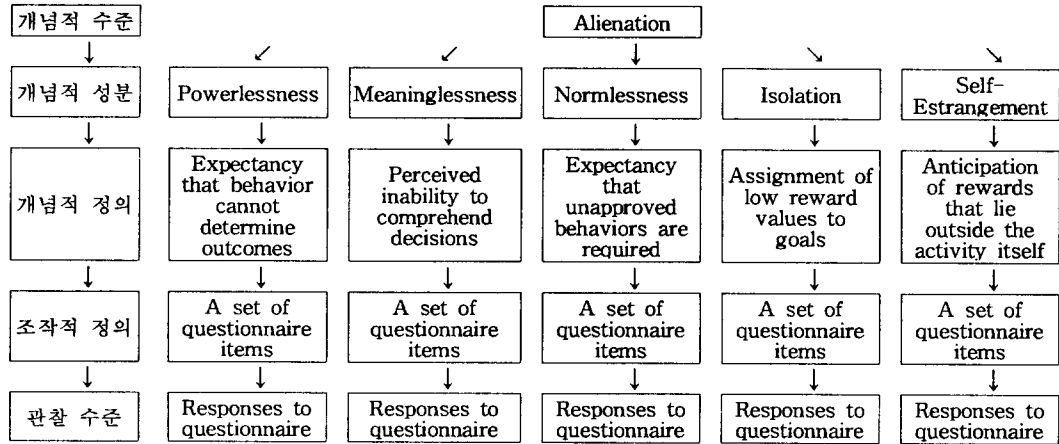 개념적 수준
Alienation
개념적 성분
Powerlessness
Meaninglessness
Normlessness
Isolation
Self-
Estrangement
개념적 정의
Expectancy
that behavior
cannot
determine
outcomes
Perceived
inability to
comprehend
decisions
Expectancy
that
unapproved
behaviors are
required
Assignment of
low reward
values to
goals
Anticipation
of rewards
that lie
outside the
activity itself
조작적 정의
A set of
questionnaire
items
A set of
questionnaire
items
A set of
questionnaire
items
A set of
questionnaire
items
A set of
questionnaire
items
관찰 수준
Responses to
questionnaire
Responses to
questionnaire
Responses to
questionnaire
Responses to
questionnaire
Responses to
questionnaire